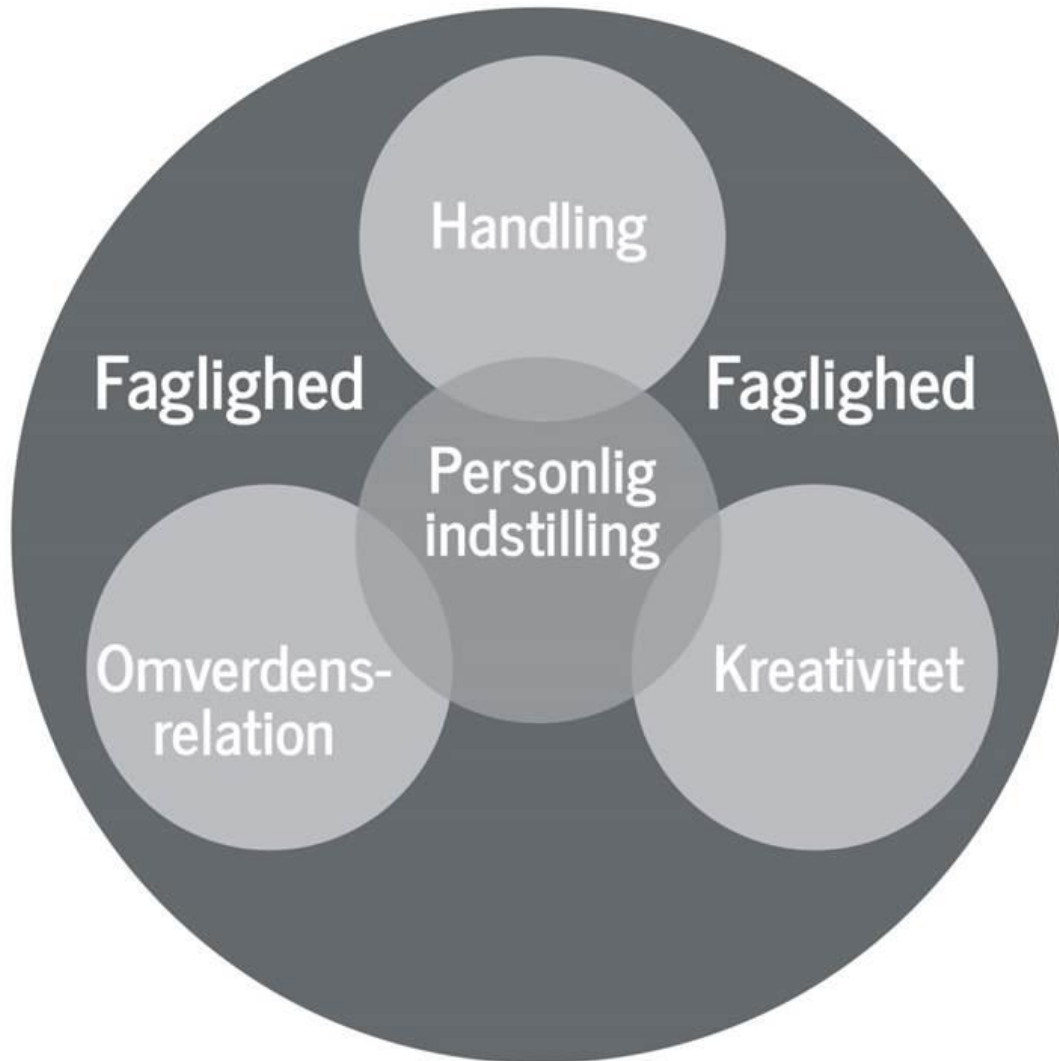 Handling
Faglighed
Faglighed
Personlig
indstilling
Omverdens-
relation
Kreativitet